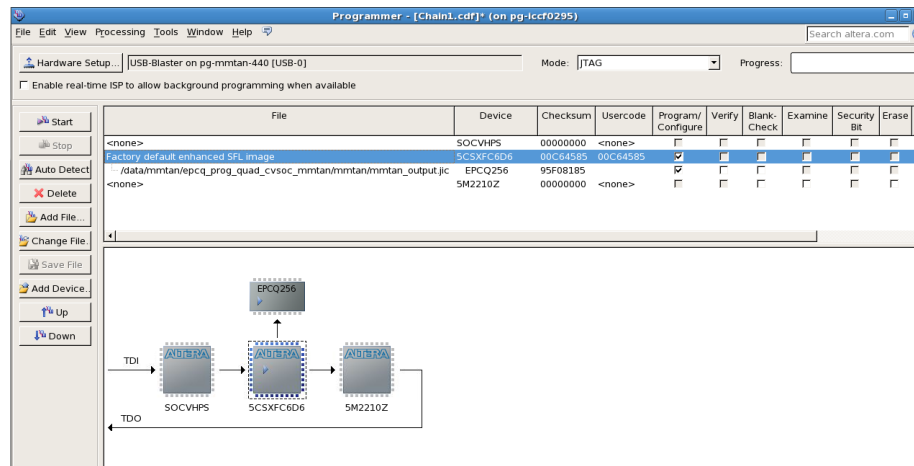 Programmer - [Chain1.cdf]* (on pg-iccf0295)
File Edit View Processing Tools Window Help
Search altera.com
Hardware Setup... USB-Blaster on pg-mmtan-440 [USB-0] Mode: JTAG Progress:
Enable real-time ISP to allow background programming when available
Start
Stop
Auto Detect
Delete
Add File...
Change File.
Save File
Add Device.
Up
Down
File Device Checksum Usercode Program/ Configure Verify Blank- Check Examine Security Bit Erase
<none> SOCVHPS 00000000 <none>
Factory default enhanced SFL image 5CSXFC6D6 00C64585 00C64585
/data/mmtan/epcq_prog_quad_cvsoc_mmtan/mmtan/mmtan_output.jic EPCQ256 95F08185
<none> 5M2210Z 00000000 <none>
EPCQ256
TDI
ALTERA ALTERA ALTERA
SOCVHPS 5CSXFC6D6 5M2210Z
TDO